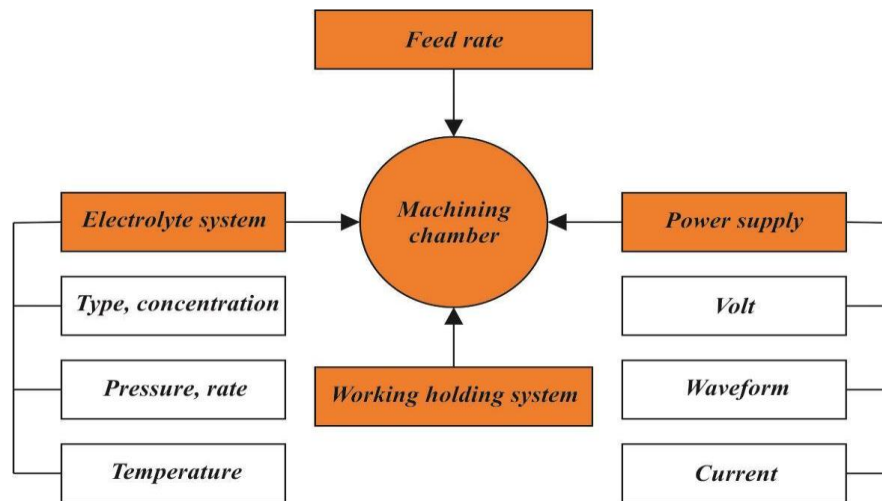 Feed rate
Electrolyte system
Machining
chamber
Power supply
Type, concentration
Volt
Pressure, rate
Working holding system
Waveform
Temperature
Current